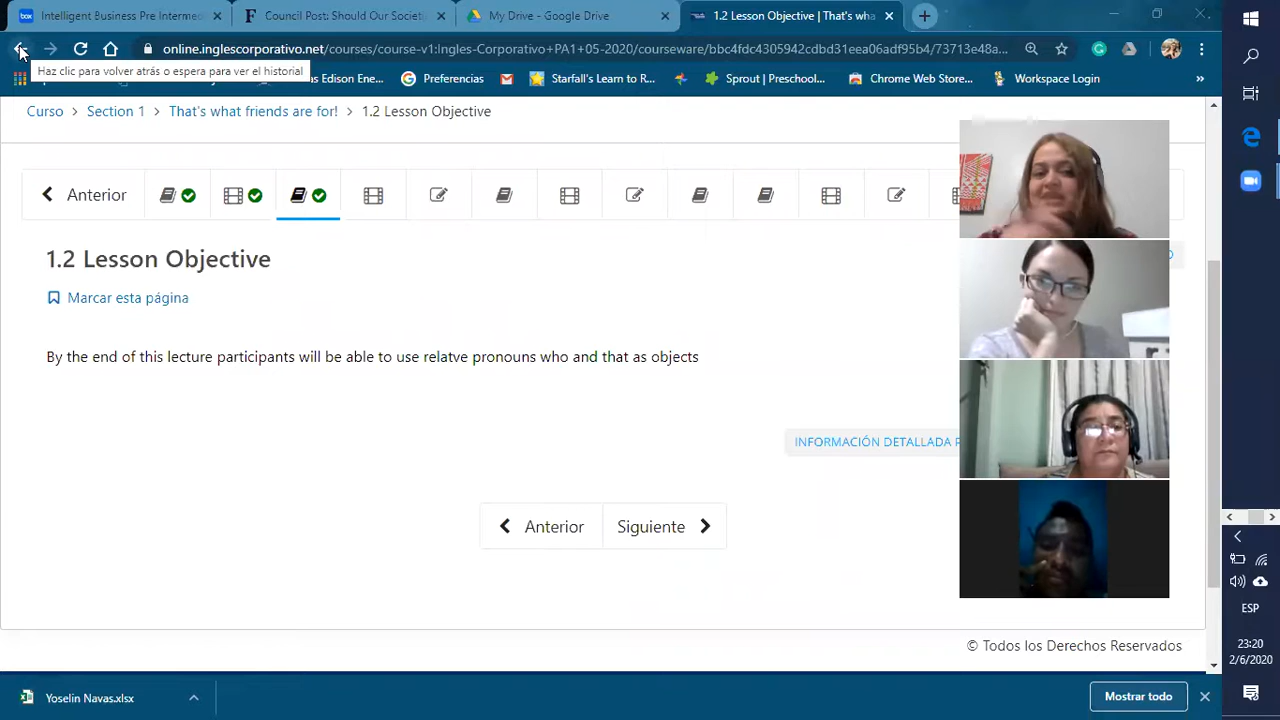 Intelligent Business Pre Intermed
Council Post: Should Our Societi
My Drive - Google Drive
1.2 Lesson Objective | That's wha
online.inglescorporativo.net/courses/course-v1:Ingles-Corporativo+PA1+05-2020/courseware/bbc4fdc4305942cdbd31eea06adf95b4/73713e48a...
Haz clic para volver atrás o espera para ver el historial
as Edison Ene...
Preferences
Starfall's Learn to R...
Sprout | Preschool...
Chrome Web Store...
Workspace Login
»
Curso > Section 1 > That's what friends are for! > 1.2 Lesson Objective
Anterior
1.2 Lesson Objective
Marcar esta página
By the end of this lecture participants will be able to use relatve pronouns who and that as objects
INFORMACIÓN DETALLADA
Anterior
Siguiente
© Todos los Derechos Reservados
ESP
23:20
2/6/2020
Yoselin Navas.xlsx
Mostrar todo